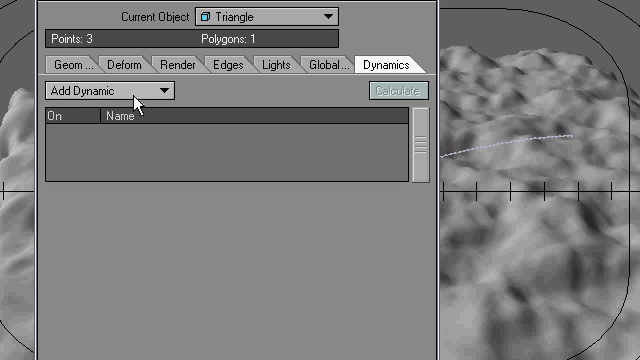 Current Object Triangle
Points: 3 Polygons: 1
Geom ... Deform Render Edges Lights Global... Dynamics
Add Dynamic Calculate
On Name